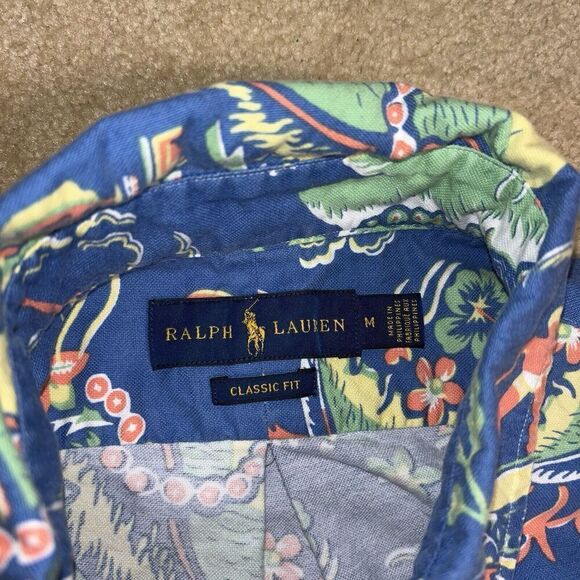 RALPH LAUREN M
MADE IN
PHILIPPINES
FABRIQUÉ AUX
PHILIPPINES
CLASSIC FIT